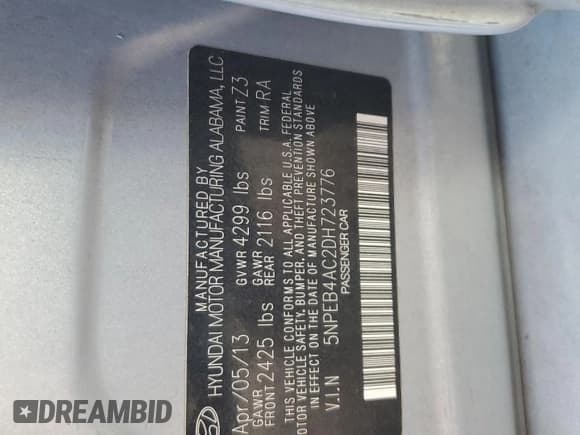 MANUFACTURED BY
HYUNDAI MOTOR MANUFACTURING ALABAMA, LLC
Apr/05/13 GVWR 4299 lbs PAINT Z3
GAWR FRONT 2425 lbs GAWR REAR 2116 lbs TRIM RA
THIS VEHICLE CONFORMS TO ALL APPLICABLE U.S.A. FEDERAL
MOTOR VEHICLE SAFETY, BUMPER, AND THEFT PREVENTION STANDARDS
IN EFFECT ON THE DATE OF MANUFACTURE SHOWN ABOVE
V.I.N 5NPEB4AC2DH723776
PASSENGER CAR
DREAMBID